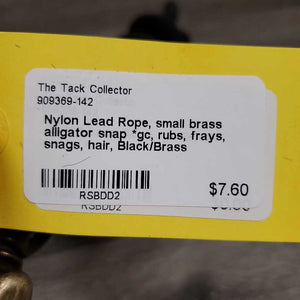 The Tack Collector
909369-142
Nylon Lead Rope, small brass
alligator snap *gc, rubs, frays,
snags, hair, Black/Brass
$7.60
RSBDD2
RSBDD2